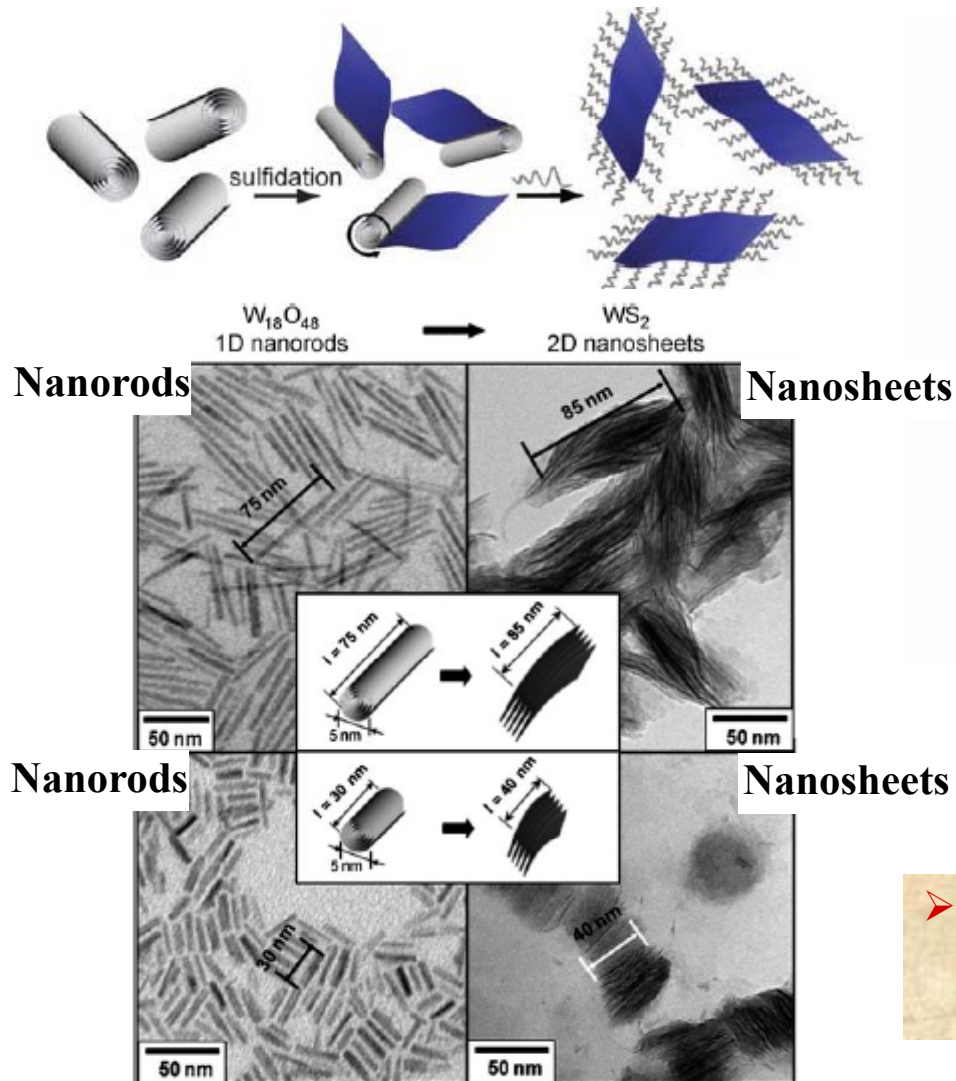 sulfidation
W₁₈O₄₈
1D nanorods
WS₂
2D nanosheets
Nanorods
Nanosheets
75 nm
85 nm
l = 75 nm
5 nm
l = 85 nm
50 nm
50 nm
Nanorods
Nanosheets
l = 30 nm
5 nm
l = 40 nm
30 nm
40 nm
50 nm
50 nm